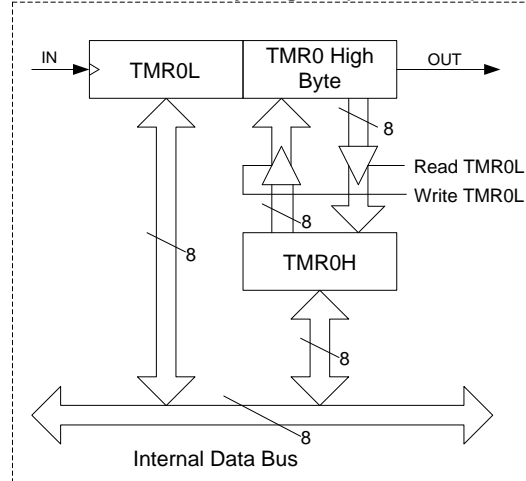 IN
TMR0L
TMR0 High
Byte
OUT
8
Read TMR0L
Write TMR0L
8
8
TMR0H
8
8
Internal Data Bus